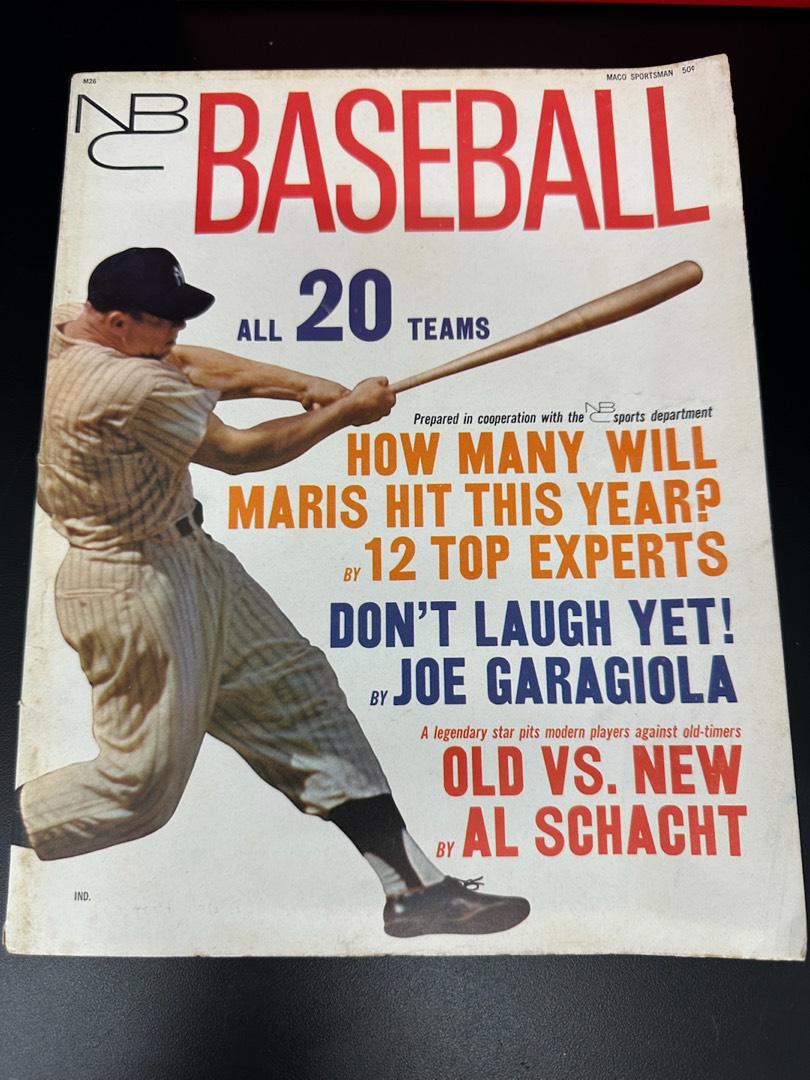 M26
MACO SPORTSMAN 50¢
NBC
BASEBALL
NY
ALL 20 TEAMS
Prepared in cooperation with the NBC sports department
HOW MANY WILL
MARIS HIT THIS YEAR?
BY 12 TOP EXPERTS
DON'T LAUGH YET!
BY JOE GARAGIOLA
A legendary star pits modern players against old-timers
OLD VS. NEW
BY AL SCHACHT
IND.